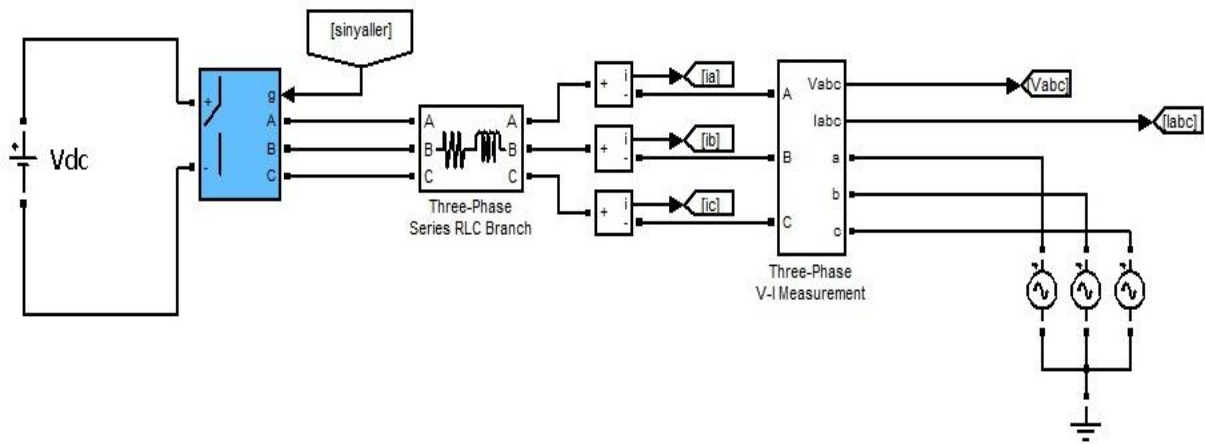 [sinyaller]
+
-
g
A
B
C
Vdc
A
B
C
A
B
C
Three-Phase
Series RLC Branch
+
i
-
[ia]
+
i
-
[ib]
+
i
-
[ic]
A
B
C
Vabc
Iabc
a
b
c
Three-Phase
V-I Measurement
[Vabc]
[Iabc]